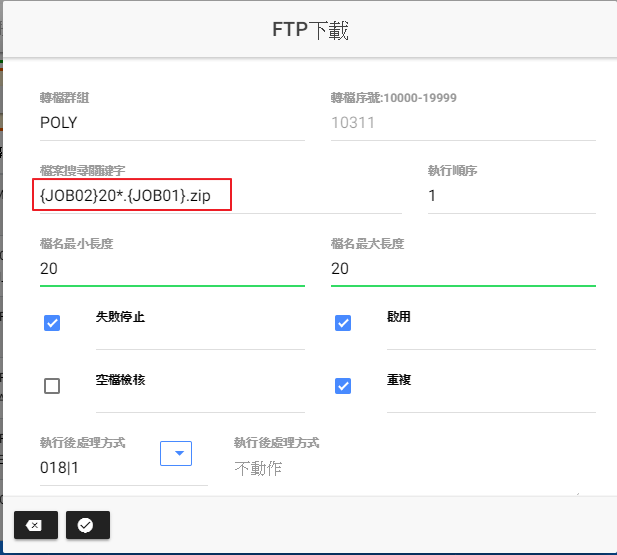 FTP下載
轉檔群組
轉檔序號:10000-19999
POLY
10311
檔案搜尋關鍵字
執行順序
{JOB02}20*.{JOB01}.zip
1
檔名最小長度
檔名最大長度
20
20
失敗停止
啟用
空檔檢核
重複
執行後處理方式
執行後處理方式
018|1
不動作